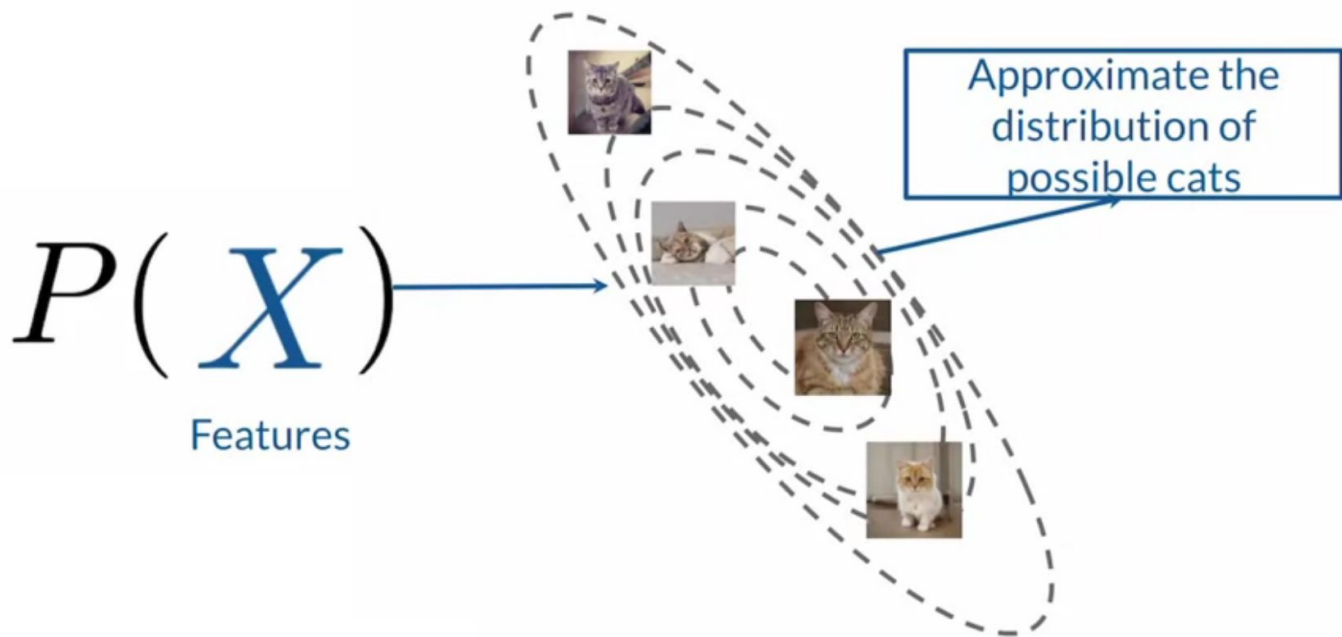 P(X)
Features
Approximate the
distribution of
possible cats